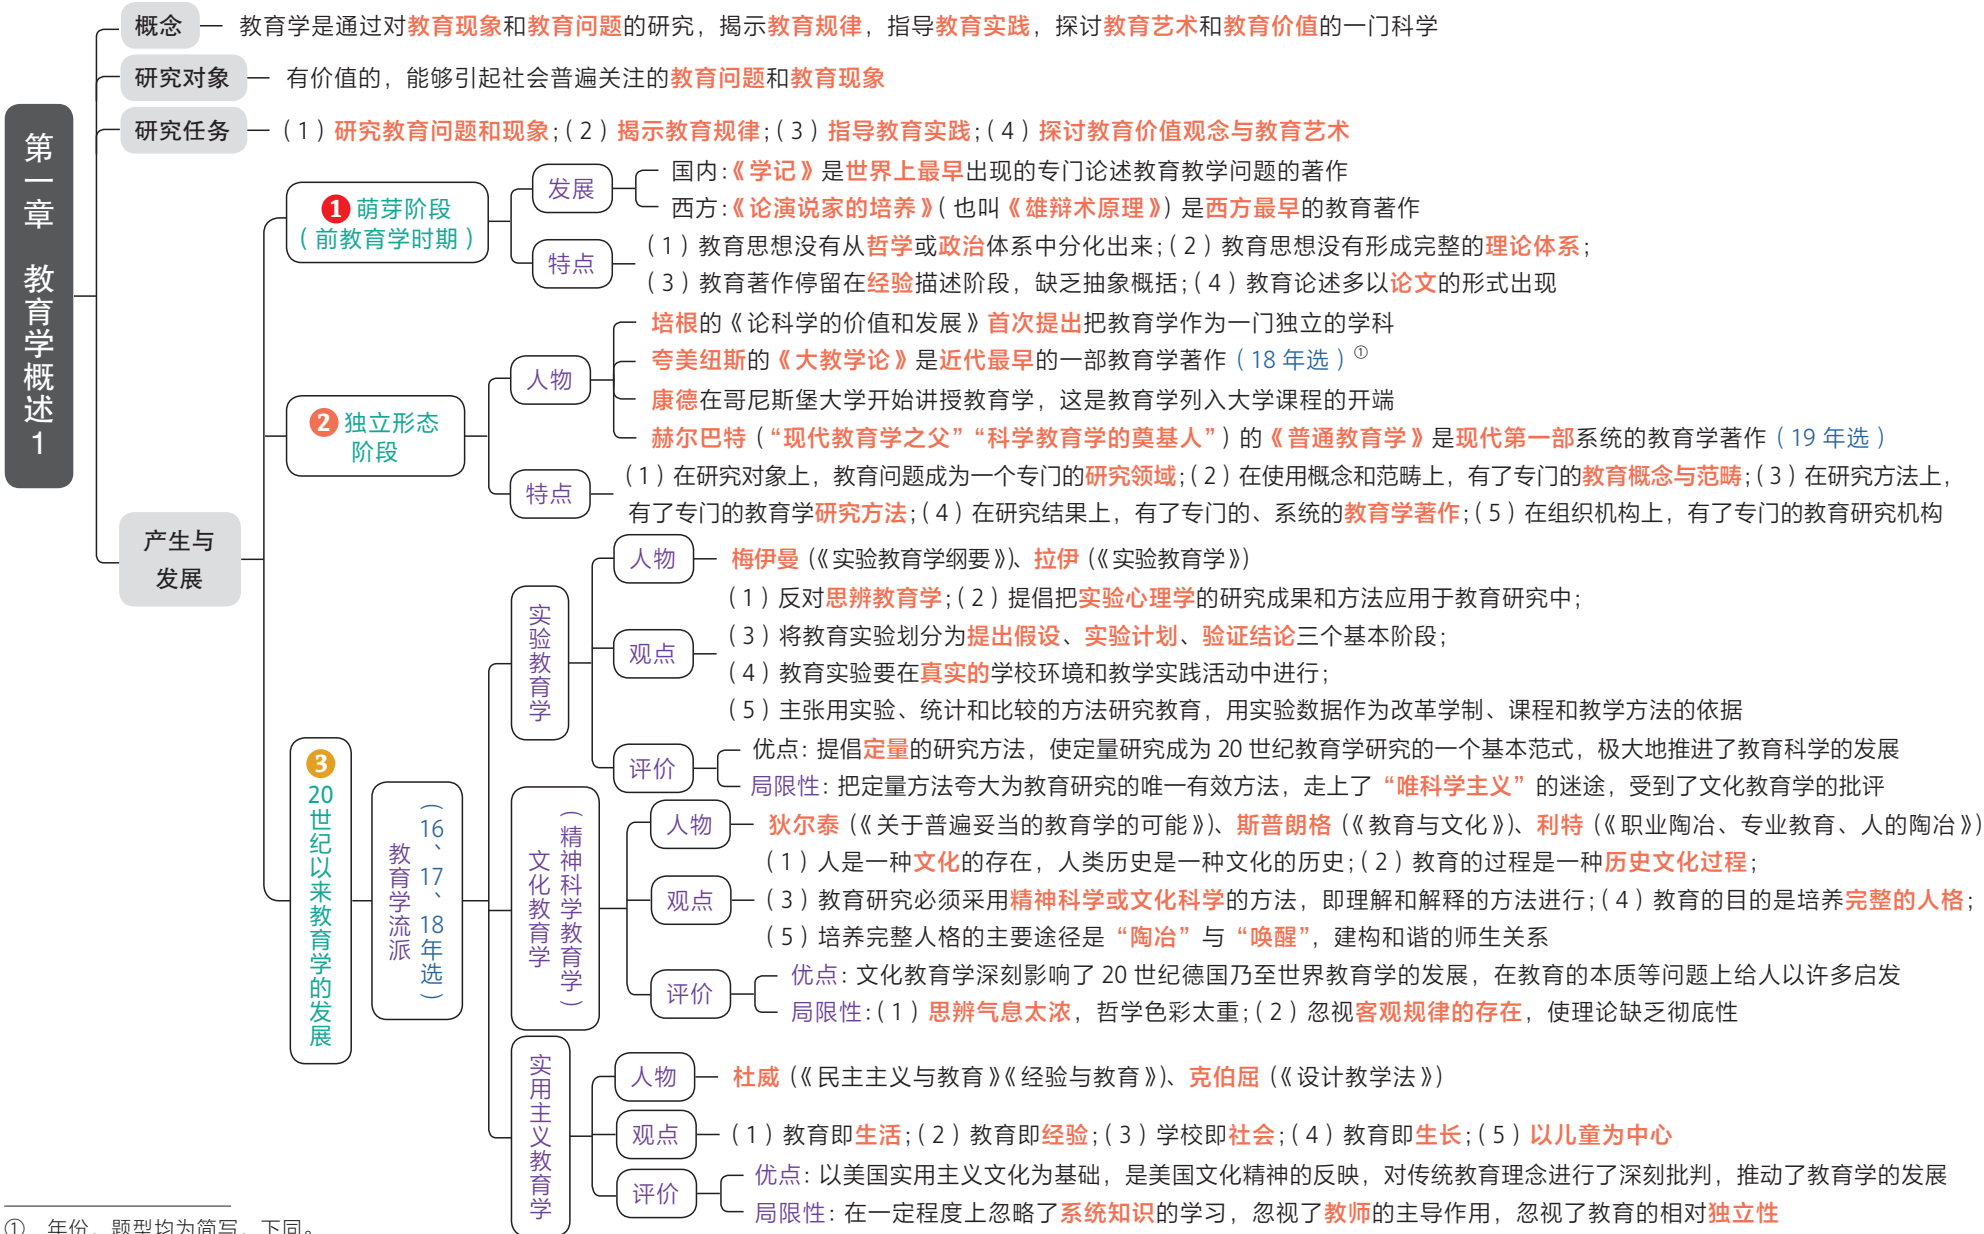 第一章 教育学概述1
概念
教育学是通过对教育现象和教育问题的研究，揭示教育规律，指导教育实践，探讨教育艺术和教育价值的一门科学
研究对象
有价值的，能够引起社会普遍关注的教育问题和教育现象
研究任务
（1）研究教育问题和现象；（2）揭示教育规律；（3）指导教育实践；（4）探讨教育价值观念与教育艺术
产生与
发展
❶萌芽阶段
（前教育学时期）
发展
国内：《学记》是世界上最早出现的专门论述教育教学问题的著作
西方：《论演说家的培养》（也叫《雄辩术原理》）是西方最早的教育著作
特点
（1）教育思想没有从哲学或政治体系中分化出来；（2）教育思想没有形成完整的理论体系；
（3）教育著作停留在经验描述阶段，缺乏抽象概括；（4）教育论述多以论文的形式出现
❷独立形态
阶段
人物
培根的《论科学的价值和发展》首次提出把教育学作为一门独立的学科
夸美纽斯的《大教学论》是近代最早的一部教育学著作（18年选）①
康德在哥尼斯堡大学开始讲授教育学，这是教育学列入大学课程的开端
赫尔巴特（“现代教育学之父”“科学教育学的奠基人”）的《普通教育学》是现代第一部系统的教育学著作（19年选）
特点
（1）在研究对象上，教育问题成为一个专门的研究领域；（2）在使用概念和范畴上，有了专门的教育概念与范畴；（3）在研究方法上，
有了专门的教育学研究方法；（4）在研究结果上，有了专门的、系统的教育学著作；（5）在组织机构上，有了专门的教育研究机构
❸20世纪以来教育学的发展
教育学流派
（16、17、18年选）
实验教育学
人物
梅伊曼（《实验教育学纲要》）、拉伊（《实验教育学》）
观点
（1）反对思辨教育学；（2）提倡把实验心理学的研究成果和方法应用于教育研究中；
（3）将教育实验划分为提出假设、实验计划、验证结论三个基本阶段；
（4）教育实验要在真实的学校环境和教学实践活动中进行；
（5）主张用实验、统计和比较的方法研究教育，用实验数据作为改革学制、课程和教学方法的依据
评价
优点：提倡定量的研究方法，使定量研究成为20世纪教育学研究的一个基本范式，极大地推进了教育科学的发展
局限性：把定量方法夸大为教育研究的唯一有效方法，走上了“唯科学主义”的迷途，受到了文化教育学的批评
文化教育学
（精神科学教育学）
人物
狄尔泰（《关于普遍妥当的教育学的可能》）、斯普朗格（《教育与文化》）、利特（《职业陶冶、专业教育、人的陶冶》）
观点
（1）人是一种文化的存在，人类历史是一种文化的历史；（2）教育的过程是一种历史文化过程；
（3）教育研究必须采用精神科学或文化科学的方法，即理解和解释的方法进行；（4）教育的目的是培养完整的人格；
（5）培养完整人格的主要途径是“陶冶”与“唤醒”，建构和谐的师生关系
评价
优点：文化教育学深刻影响了20世纪德国乃至世界教育学的发展，在教育的本质等问题上给人以许多启发
局限性：（1）思辨气息太浓，哲学色彩太重；（2）忽视客观规律的存在，使理论缺乏彻底性
实用主义教育学
人物
杜威（《民主主义与教育》《经验与教育》）、克伯屈（《设计教学法》）
观点
（1）教育即生活；（2）教育即经验；（3）学校即社会；（4）教育即生长；（5）以儿童为中心
评价
优点：以美国实用主义文化为基础，是美国文化精神的反映，对传统教育理念进行了深刻批判，推动了教育学的发展
局限性：在一定程度上忽略了系统知识的学习，忽视了教师的主导作用，忽视了教育的相对独立性
① 年份、题型均为简写，下同。